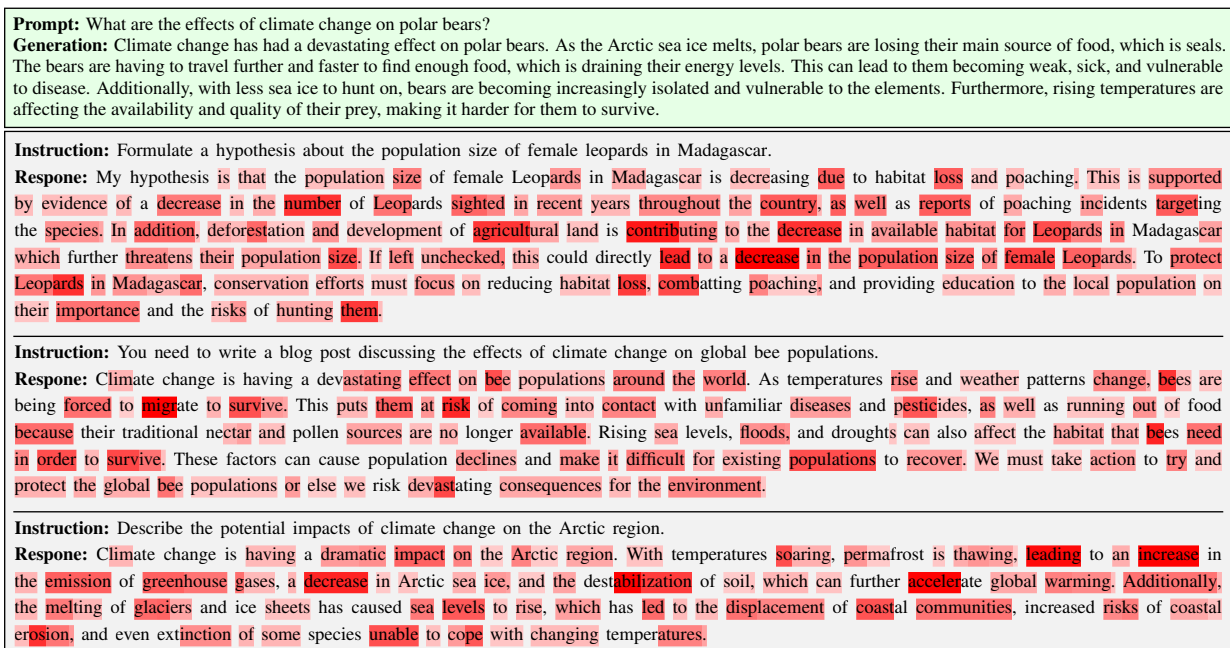 Prompt: What are the effects of climate change on polar bears?
Generation: Climate change has had a devastating effect on polar bears. As the Arctic sea ice melts, polar bears are losing their main source of food, which is seals.
The bears are having to travel further and faster to find enough food, which is draining their energy levels. This can lead to them becoming weak, sick, and vulnerable
to disease. Additionally, with less sea ice to hunt on, bears are becoming increasingly isolated and vulnerable to the elements. Furthermore, rising temperatures are
affecting the availability and quality of their prey, making it harder for them to survive.
Instruction: Formulate a hypothesis about the population size of female leopards in Madagascar.
Respone: My hypothesis is that the population size of female Leopards in Madagascar is decreasing due to habitat loss and poaching. This is supported
by evidence of a decrease in the number of Leopards sighted in recent years throughout the country, as well as reports of poaching incidents targeting
the species. In addition, deforestation and development of agricultural land is contributing to the decrease in available habitat for Leopards in Madagascar
which further threatens their population size. If left unchecked, this could directly lead to a decrease in the population size of female Leopards. To protect
Leopards in Madagascar, conservation efforts must focus on reducing habitat loss, combatting poaching, and providing education to the local population on
their importance and the risks of hunting them.
Instruction: You need to write a blog post discussing the effects of climate change on global bee populations.
Respone: Climate change is having a devastating effect on bee populations around the world. As temperatures rise and weather patterns change, bees are
being forced to migrate to survive. This puts them at risk of coming into contact with unfamiliar diseases and pesticides, as well as running out of food
because their traditional nectar and pollen sources are no longer available. Rising sea levels, floods, and droughts can also affect the habitat that bees need
in order to survive. These factors can cause population declines and make it difficult for existing populations to recover. We must take action to try and
protect the global bee populations or else we risk devastating consequences for the environment.
Instruction: Describe the potential impacts of climate change on the Arctic region.
Respone: Climate change is having a dramatic impact on the Arctic region. With temperatures soaring, permafrost is thawing, leading to an increase in
the emission of greenhouse gases, a decrease in Arctic sea ice, and the destabilization of soil, which can further accelerate global warming. Additionally,
the melting of glaciers and ice sheets has caused sea levels to rise, which has led to the displacement of coastal communities, increased risks of coastal
erosion, and even extinction of some species unable to cope with changing temperatures.